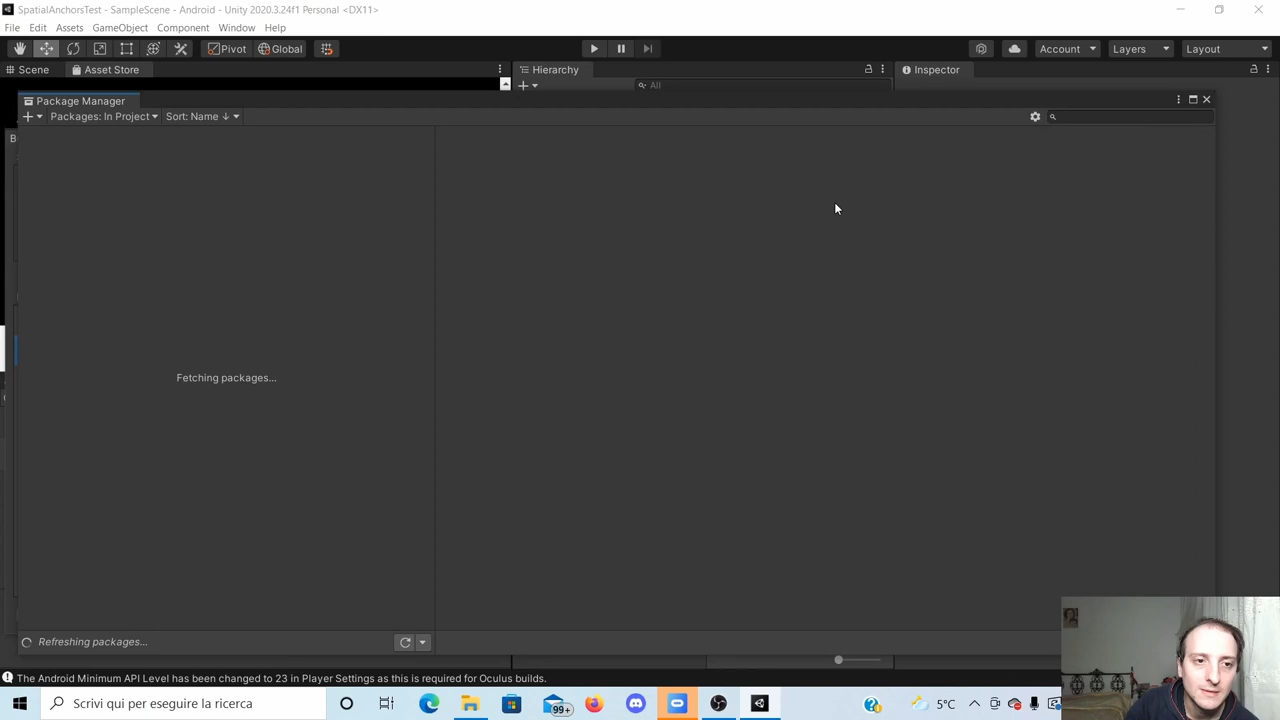 SpatialAnchorsTest - SampleScene - Android - Unity 2020.3.24f1 Personal <DX11>
File Edit Assets GameObject Component Window Help
Pivot Global Account Layers Layout
Scene Asset Store Hierarchy Inspector
All
Package Manager
Packages: In Project Sort: Name ↓
Fetching packages...
Refreshing packages...
The Android Minimum API Level has been changed to 23 in Player Settings as this is required for Oculus builds.
Scrivi qui per eseguire la ricerca 99+ 5°C